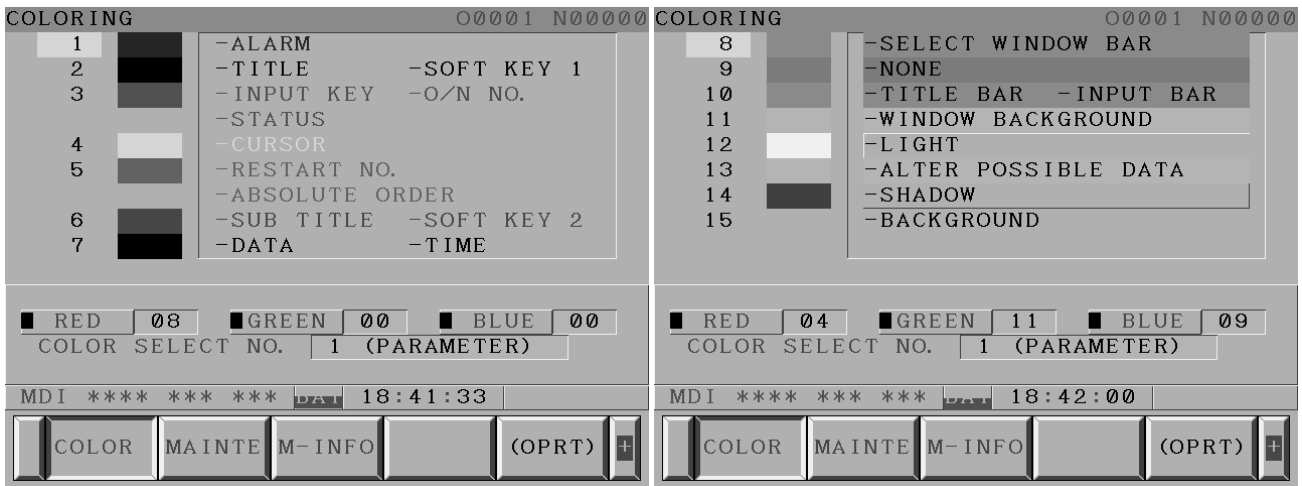 COLORING O0001 N00000
1 -ALARM
2 -TITLE -SOFT KEY 1
3 -INPUT KEY -O/N NO.
-STATUS
4 -CURSOR
5 -RESTART NO.
-ABSOLUTE ORDER
6 -SUB TITLE -SOFT KEY 2
7 -DATA -TIME
RED 08 GREEN 00 BLUE 00
COLOR SELECT NO. 1 (PARAMETER)
MDI **** *** *** BAT 18:41:33
COLOR MAINTE M-INFO (OPRT) +
COLORING O0001 N00000
8 -SELECT WINDOW BAR
9 -NONE
10 -TITLE BAR -INPUT BAR
11 -WINDOW BACKGROUND
12 -LIGHT
13 -ALTER POSSIBLE DATA
14 -SHADOW
15 -BACKGROUND
RED 04 GREEN 11 BLUE 09
COLOR SELECT NO. 1 (PARAMETER)
MDI **** *** *** BAT 18:42:00
COLOR MAINTE M-INFO (OPRT) +